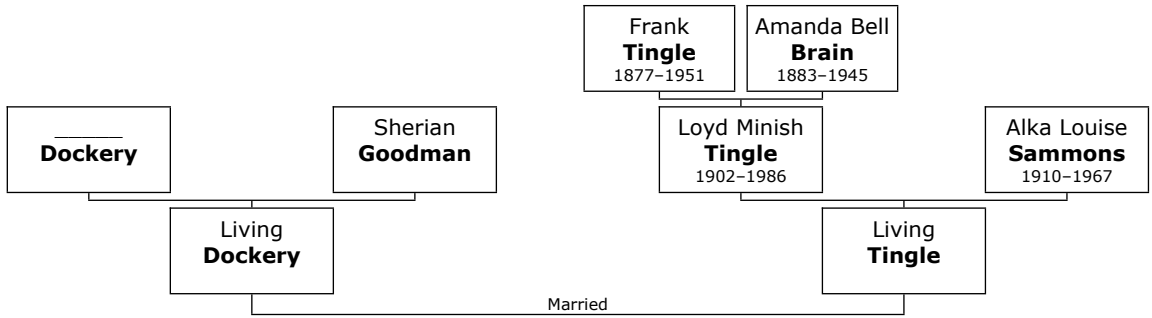 Frank
Tingle
1877–1951
Amanda Bell
Brain
1883–1945
______
Dockery
Sherian
Goodman
Loyd Minish
Tingle
1902–1986
Alka Louise
Sammons
1910–1967
Living
Dockery
Living
Tingle
Married